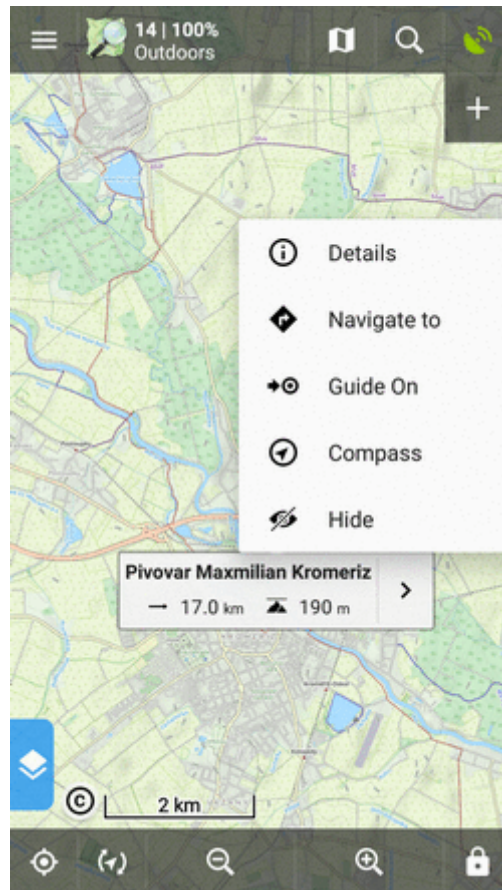 14 | 100%
Outdoors
Details
Navigate to
Guide On
Compass
Hide
Pivovar Maxmilian Kromeriz
17.0 km 190 m
© 2 km